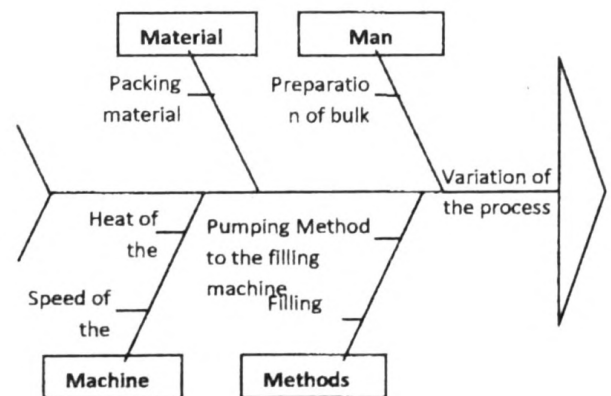 Material
Man
Packing
material
Preparatio
n of bulk
Variation of
the process
Heat of
the
Pumping Method
to the filling
machine
Speed of
the
Filling
Machine
Methods